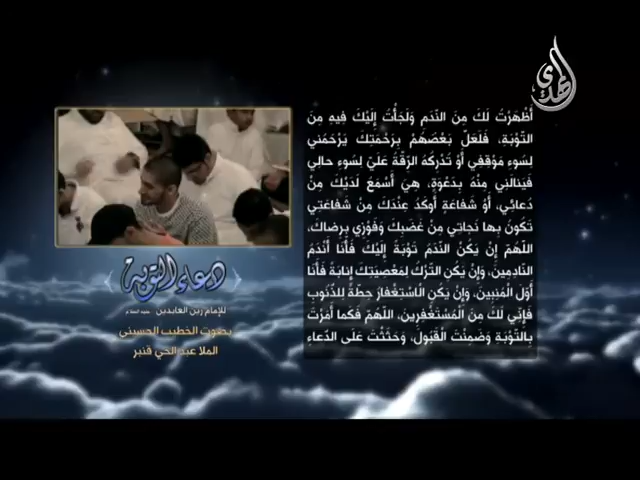 المهدي
أَظْهَرْتُ لَكَ مِنَ النَّدَمِ وَلَجَأْتُ إِلَيْكَ فِيهِ مِنَ
التَّوْبَةِ، فَلَعَلَّ بَعْضَهُمْ بِرَحْمَتِكَ يَرْحَمُنِي
لِسُوءِ مَوْقِفِي أَوْ تُدْرِكُهُ الرِّقَّةُ عَلَيَّ لِسُوءِ حَالِي
فَيَنَالَنِي مِنْهُ بِدَعْوَةٍ، هِيَ أَسْمَعُ لَدَيْكَ مِنْ
دُعَائِي، أَوْ شَفَاعَةٍ أَوْكَدُ عِنْدَكَ مِنْ شَفَاعَتِي
تَكُونُ بِهَا نَجَاتِي مِنْ غَضَبِكَ وَفَوْزِي بِرِضَاكَ.
اللّهُمَّ إِنْ يَكُنِ النَّدَمُ تَوْبَةً إِلَيْكَ فَأَنَا أَنْدَمُ
النَّادِمِينَ، وَإِنْ يَكُنِ التَّرْكُ لِمَعْصِيَتِكَ إِنَابَةً فَأَنَا
أَوَّلُ الْمُنِيبِينَ، وَإِنْ يَكُنِ الْاسْتِغْفَارُ حِطَّةً لِلذُّنُوبِ
فَإِنِّي لَكَ مِنَ الْمُسْتَغْفِرِينَ، اللّهُمَّ فَكَمَا أَمَرْتَ
بِالتَّوْبَةِ وَضَمِنْتَ الْقَبُولَ، وَحَثَثْتَ عَلَى الدُّعَاءِ
دعاء التوبة
للإمام زين العابدين
بصوت الخطيب الحسيني
الملا عبد الحي قنبر